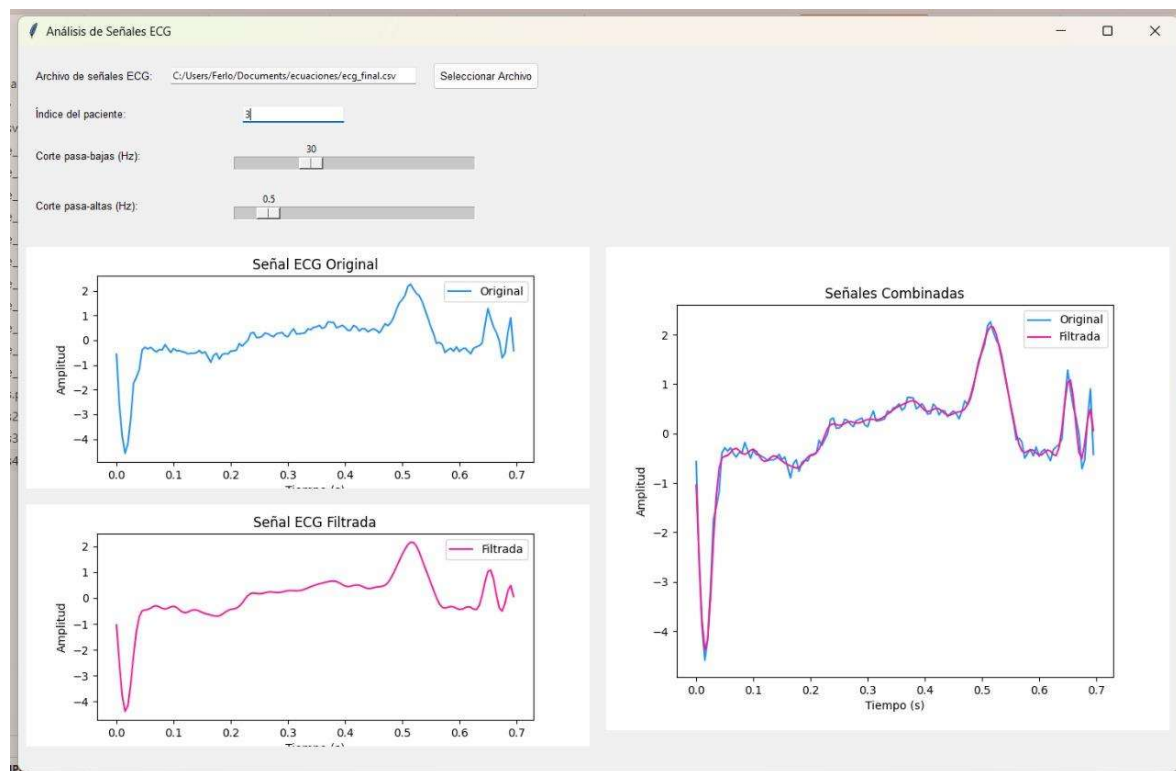 Análisis de Señales ECG
Archivo de señales ECG: C:/Users/Ferlo/Documents/ecuaciones/ecg_final.csv Seleccionar Archivo
Índice del paciente: 3
30
Corte pasa-bajas (Hz):
0.5
Corte pasa-altas (Hz):
Señal ECG Original
Original
2
1
0
−1
−2
−3
−4
Amplitud
0.0 0.1 0.2 0.3 0.4 0.5 0.6 0.7
Tiempo (s)
Señal ECG Filtrada
Filtrada
2
1
0
−1
−2
−3
−4
Amplitud
0.0 0.1 0.2 0.3 0.4 0.5 0.6 0.7
Señales Combinadas
Original
Filtrada
2
1
0
−1
−2
−3
−4
Amplitud
0.0 0.1 0.2 0.3 0.4 0.5 0.6 0.7
Tiempo (s)